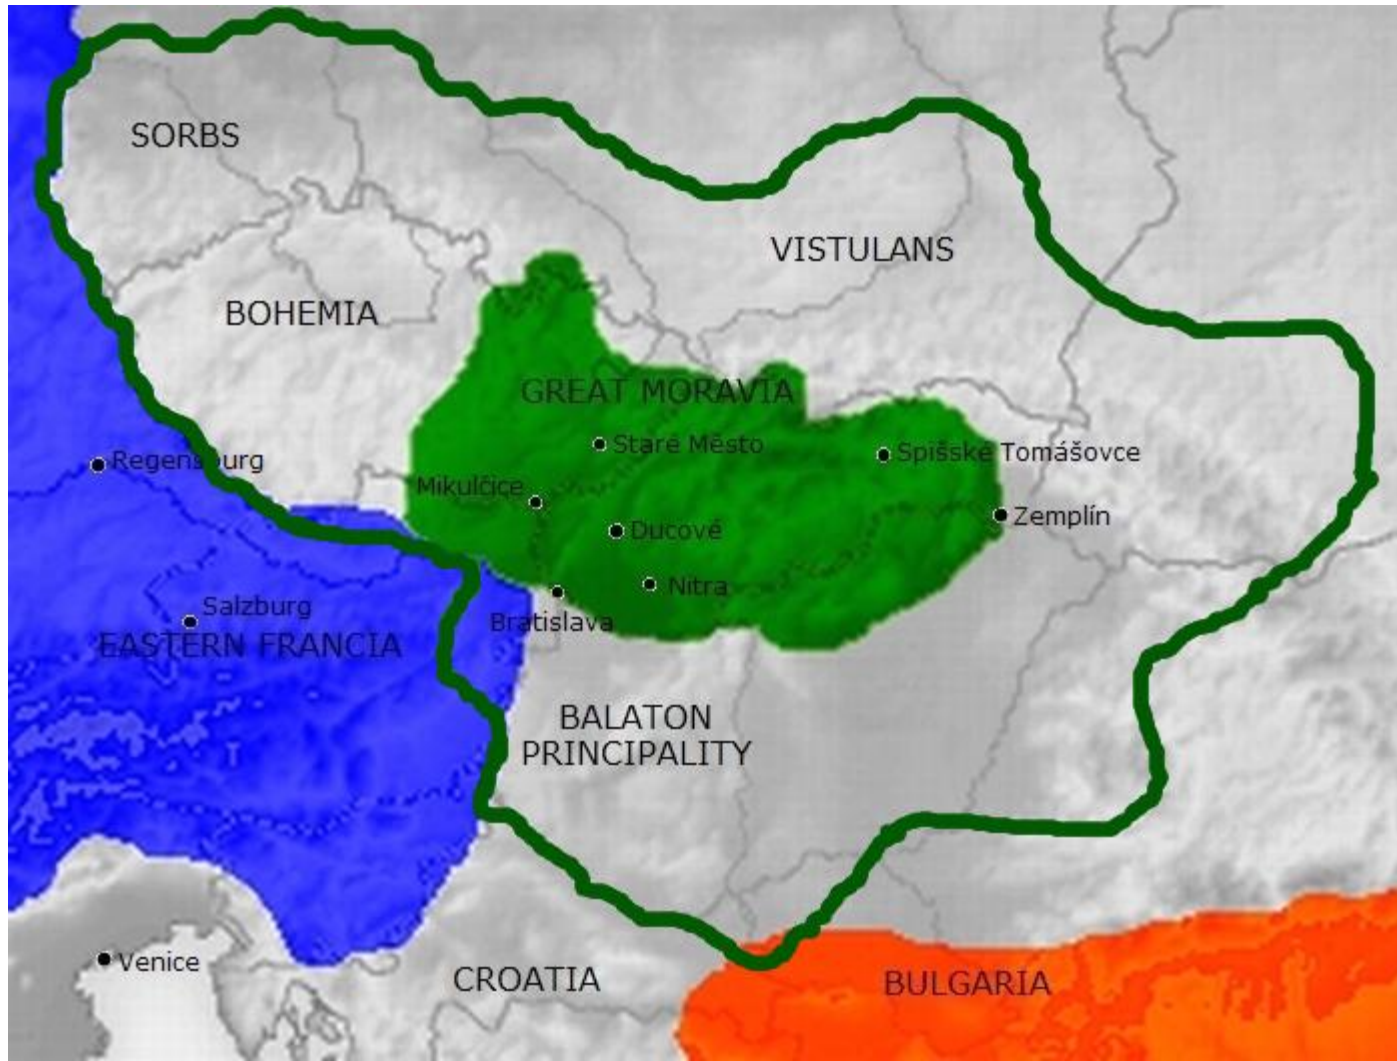 SORBS
VISTULANS
BOHEMIA
GREAT MORAVIA
Staré Město
Spišské Tomášovce
Regensburg
Mikulčice
Zemplín
Ducové
Nitra
Salzburg
Bratislava
EASTERN FRANCIA
BALATON
PRINCIPALITY
Venice
CROATIA
BULGARIA